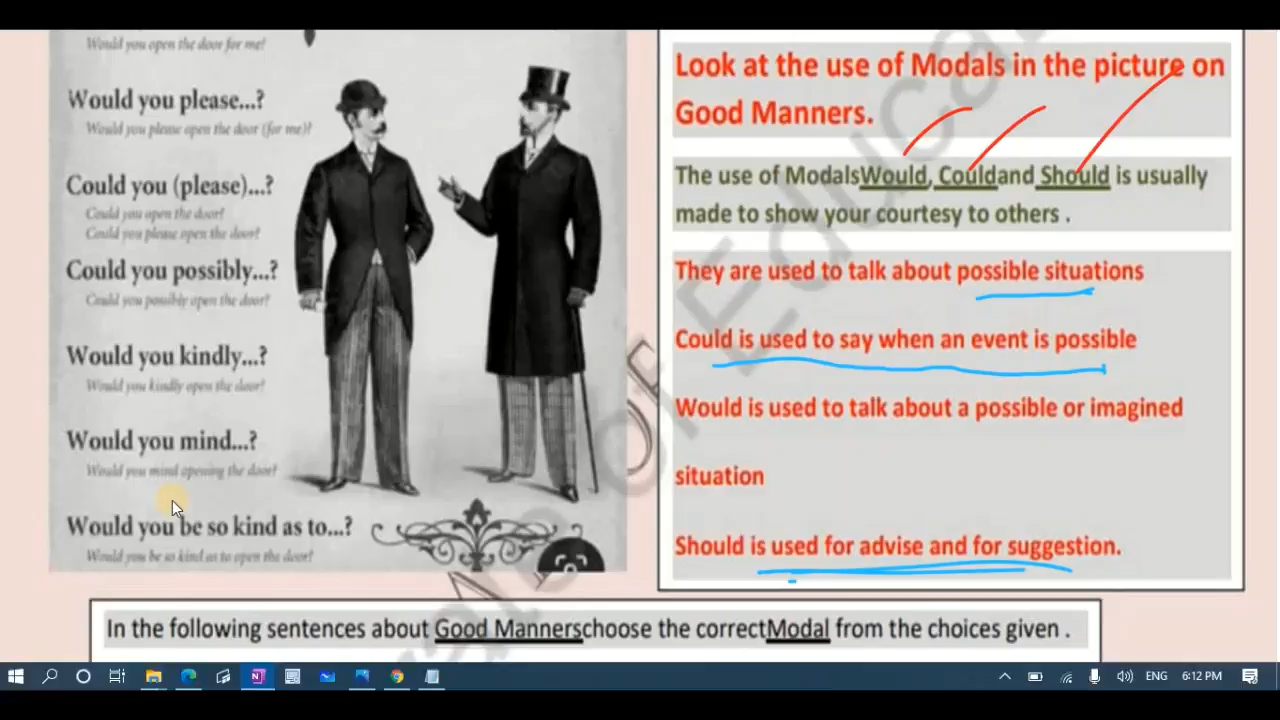 Would you open the door for me?
Would you please...?
Would you please open the door (for me)?
Could you (please)...?
Could you open the door?
Could you please open the door?
Could you possibly...?
Could you possibly open the door?
Would you kindly...?
Would you kindly open the door?
Would you mind...?
Would you mind opening the door?
Would you be so kind as to...?
Would you be so kind as to open the door?
Look at the use of Modals in the picture on
Good Manners.
The use of ModalsWould, Couldand Should is usually
made to show your courtesy to others .
They are used to talk about possible situations
Could is used to say when an event is possible
Would is used to talk about a possible or imagined
situation
Should is used for advise and for suggestion.
In the following sentences about Good Mannerschoose the correctModal from the choices given .
ENG
6:12 PM